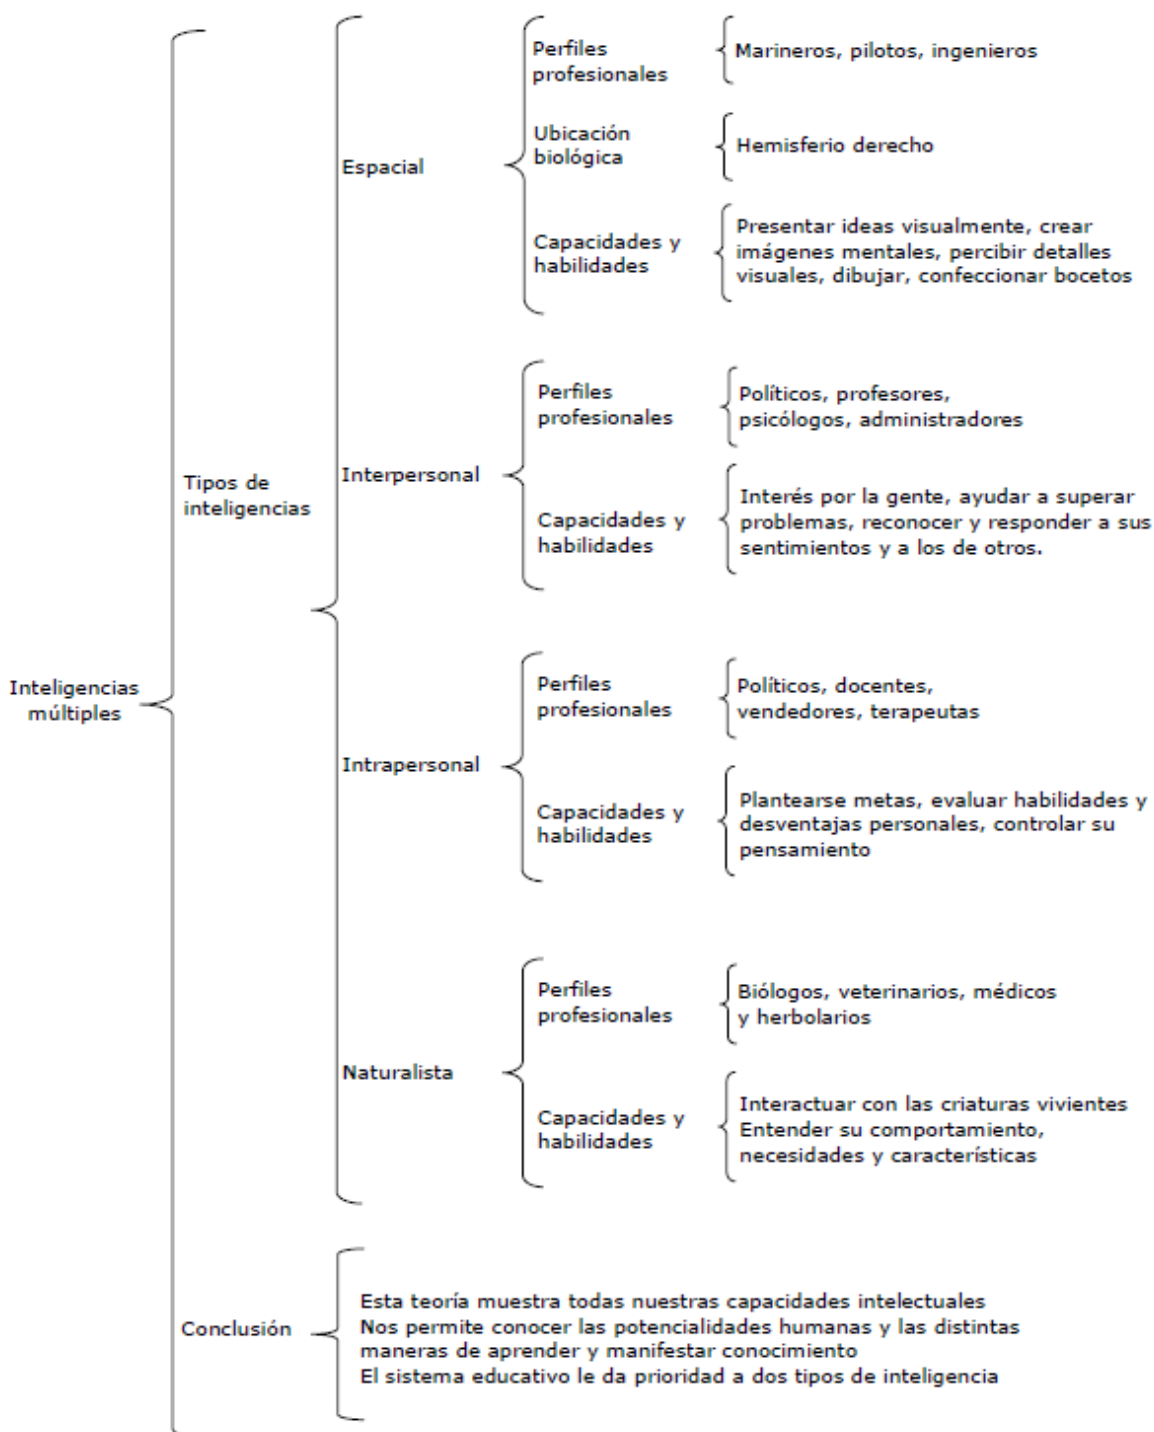 Inteligencias
múltiples
Tipos de
inteligencias
Espacial
Perfiles
profesionales
Marineros, pilotos, ingenieros
Ubicación
biológica
Hemisferio derecho
Capacidades y
habilidades
Presentar ideas visualmente, crear
imágenes mentales, percibir detalles
visuales, dibujar, confeccionar bocetos
Interpersonal
Perfiles
profesionales
Políticos, profesores,
psicólogos, administradores
Capacidades y
habilidades
Interés por la gente, ayudar a superar
problemas, reconocer y responder a sus
sentimientos y a los de otros.
Intrapersonal
Perfiles
profesionales
Políticos, docentes,
vendedores, terapeutas
Capacidades y
habilidades
Plantearse metas, evaluar habilidades y
desventajas personales, controlar su
pensamiento
Naturalista
Perfiles
profesionales
Biólogos, veterinarios, médicos
y herbolarios
Capacidades y
habilidades
Interactuar con las criaturas vivientes
Entender su comportamiento,
necesidades y características
Conclusión
Esta teoría muestra todas nuestras capacidades intelectuales
Nos permite conocer las potencialidades humanas y las distintas
maneras de aprender y manifestar conocimiento
El sistema educativo le da prioridad a dos tipos de inteligencia